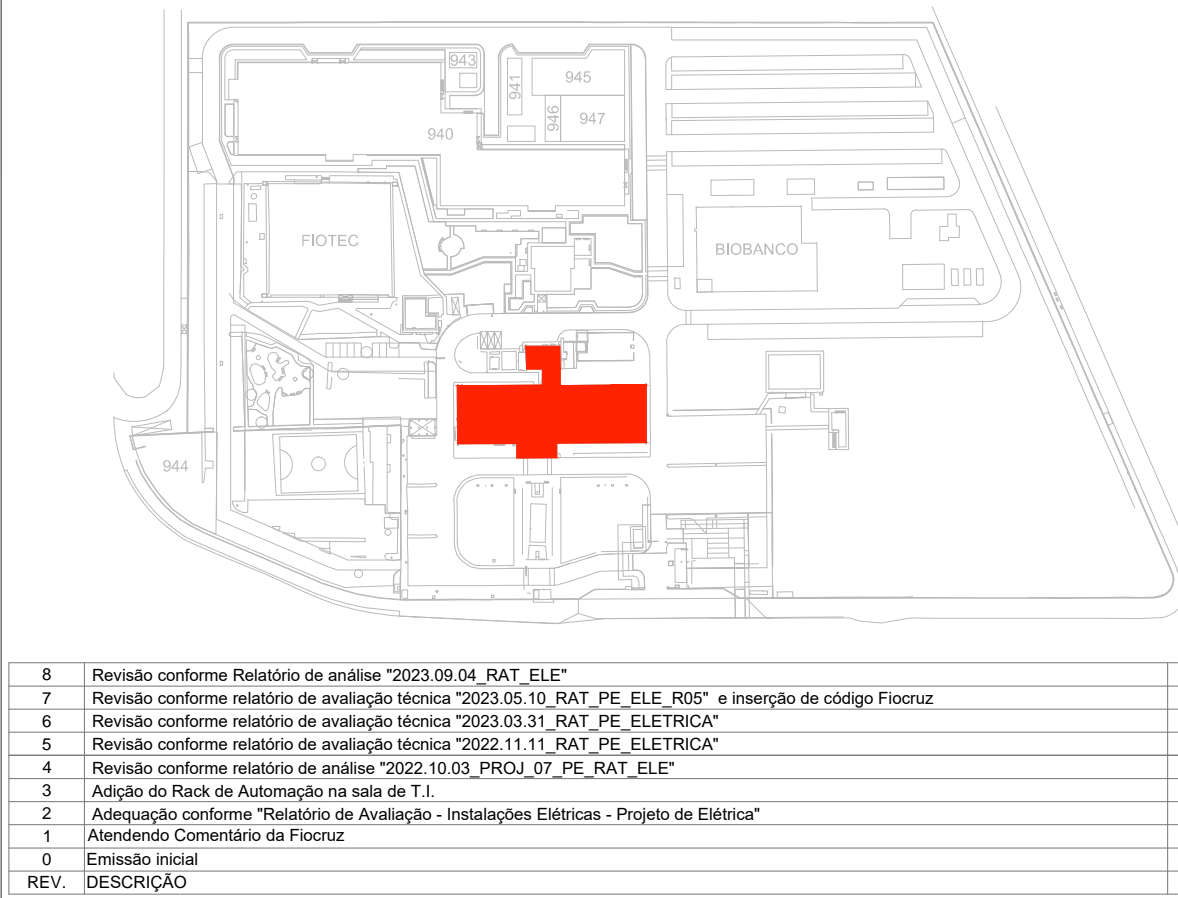 943
941
945
946
947
940
FIOTEC
BIOBANCO
944
8 Revisão conforme Relatório de análise "2023.09.04_RAT_ELE"
7 Revisão conforme relatório de avaliação técnica "2023.05.10_RAT_PE_ELE_R05" e inserção de código Fiocruz
6 Revisão conforme relatório de avaliação técnica "2023.03.31_RAT_PE_ELETRICA"
5 Revisão conforme relatório de avaliação técnica "2022.11.11_RAT_PE_ELETRICA"
4 Revisão conforme relatório de análise "2022.10.03_PROJ_07_PE_RAT_ELE"
3 Adição do Rack de Automação na sala de T.I.
2 Adequação conforme "Relatório de Avaliação - Instalações Elétricas - Projeto de Elétrica"
1 Atendendo Comentário da Fiocruz
0 Emissão inicial
REV. DESCRIÇÃO